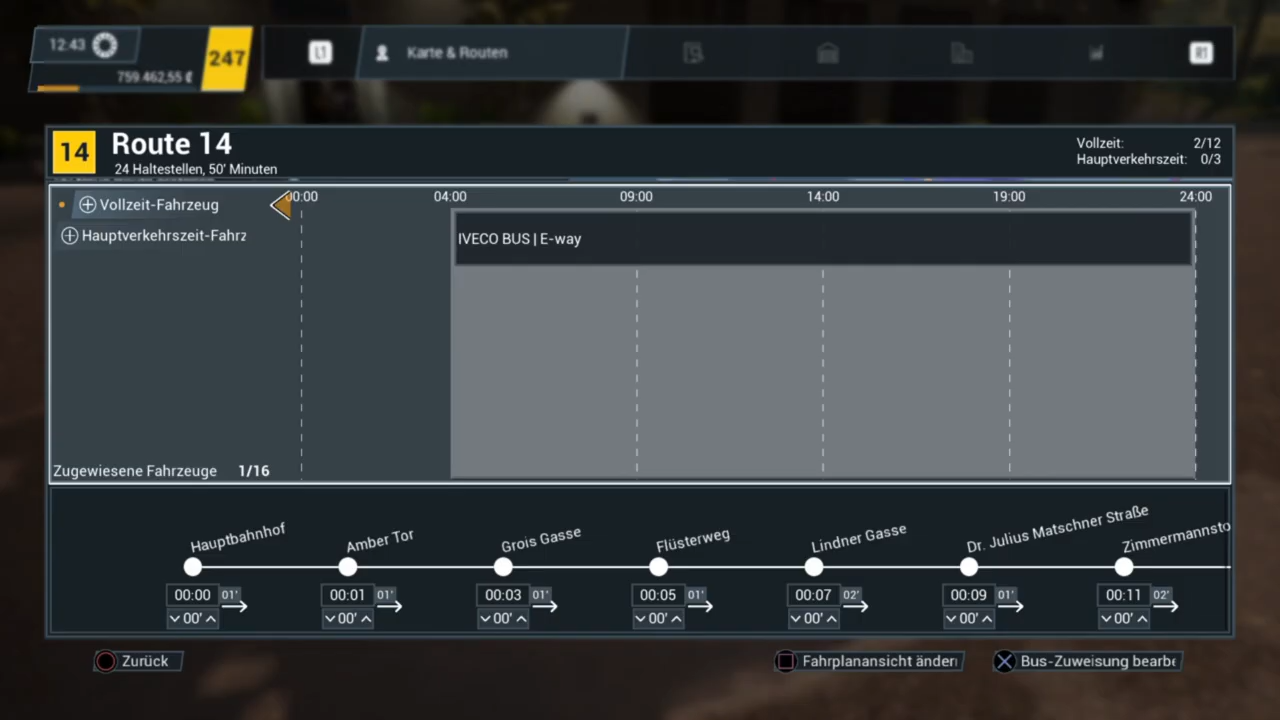 12:43
759.462,55 ₡
247
L1
Karte & Routen
R1
14
Route 14
24 Haltestellen, 50' Minuten
Vollzeit: 2/12
Hauptverkehrszeit: 0/3
Vollzeit-Fahrzeug
00:00 04:00 09:00 14:00 19:00 24:00
Hauptverkehrszeit-Fahrz
IVECO BUS | E-way
Zugewiesene Fahrzeuge 1/16
Hauptbahnhof Amber Tor Grois Gasse Flüsterweg Lindner Gasse Dr. Julius Matschner Straße Zimmermannsto
00:00 01' 00:01 01' 00:03 01' 00:05 01' 00:07 02' 00:09 01' 00:11 02'
00' 00' 00' 00' 00' 00' 00'
Zurück
Fahrplanansicht ändern
Bus-Zuweisung bearbe